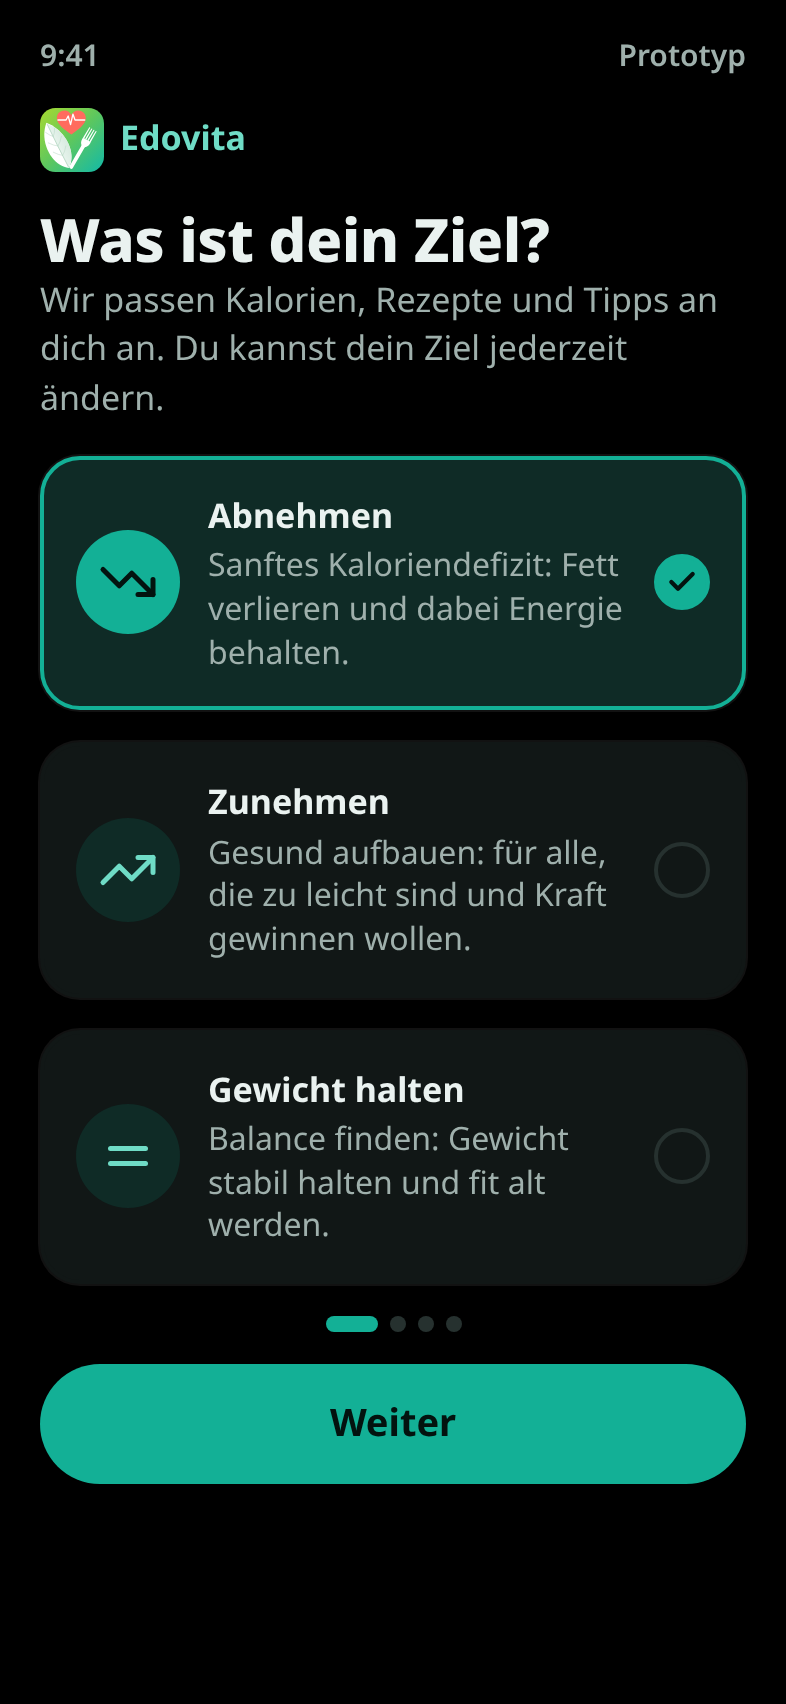 9:41
Prototyp
Edovita
Was ist dein Ziel?
Wir passen Kalorien, Rezepte und Tipps an
dich an. Du kannst dein Ziel jederzeit
ändern.
Abnehmen
Sanftes Kaloriendefizit: Fett
verlieren und dabei Energie
behalten.
Zunehmen
Gesund aufbauen: für alle,
die zu leicht sind und Kraft
gewinnen wollen.
Gewicht halten
Balance finden: Gewicht
stabil halten und fit alt
werden.
Weiter